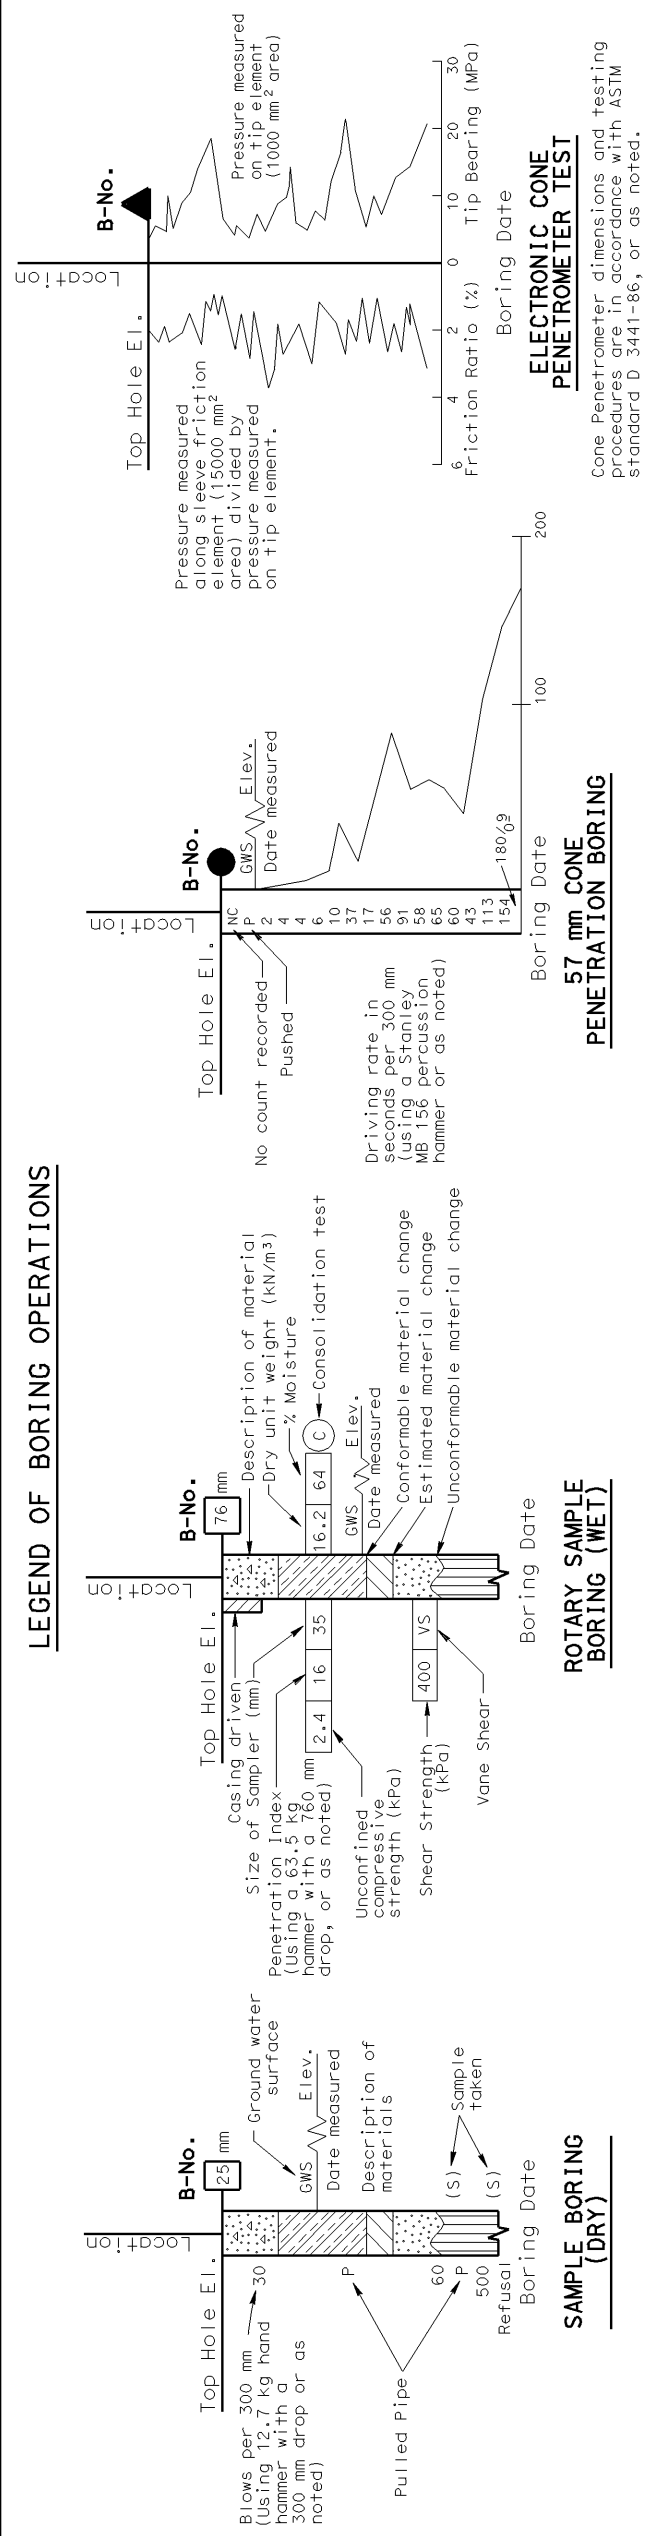 LEGEND OF BORING OPERATIONS
Location
B-No.
25 mm
Top Hole El.
Ground water
surface
GWS
Elev.
Date measured
Description of
materials
Blows per 300 mm
(Using 12.7 kg hand
hammer with a
300 mm drop or as
noted)
30
P
60
P
500
Refusal
Pulled Pipe
(S)
(S)
Sample
taken
Boring Date
SAMPLE BORING
(DRY)
Location
B-No.
76 mm
Top Hole El.
Casing driven
Size of Sampler (mm)
Penetration Index
(Using a 63.5 kg
hammer with a 760 mm
drop, or as noted)
2.4 16 35
Unconfined
compressive
strength (kPa)
400 VS
Shear Strength
(kPa)
Vane Shear
Description of material
Dry unit weight (kN/m³)
% Moisture
Consolidation test
16.2 64 C
GWS
Elev.
Date measured
Conformable material change
Estimated material change
Unconformable material change
Boring Date
ROTARY SAMPLE
BORING (WET)
Location
B-No.
Top Hole El.
No count recorded
Pushed
GWS
Elev.
Date measured
NC
P
2
4
4
6
10
37
17
56
91
58
65
60
43
113
154
180/0⁹
Driving rate in
seconds per 300 mm
(using a Stanley
MB 156 percussion
hammer or as noted)
100
200
Boring Date
57 mm CONE
PENETRATION BORING
Location
B-No.
Top Hole El.
Pressure measured
along sleeve friction
element (15000 mm²
area) divided by
pressure measured
on tip element.
Pressure measured
on tip element
(1000 mm² area)
6 4 2 0 10 20 30
Friction Ratio (%)
Tip Bearing (MPa)
Boring Date
ELECTRONIC CONE
PENETROMETER TEST
Cone Penetrometer dimensions and testing
procedures are in accordance with ASTM
standard D 3441-86, or as noted.